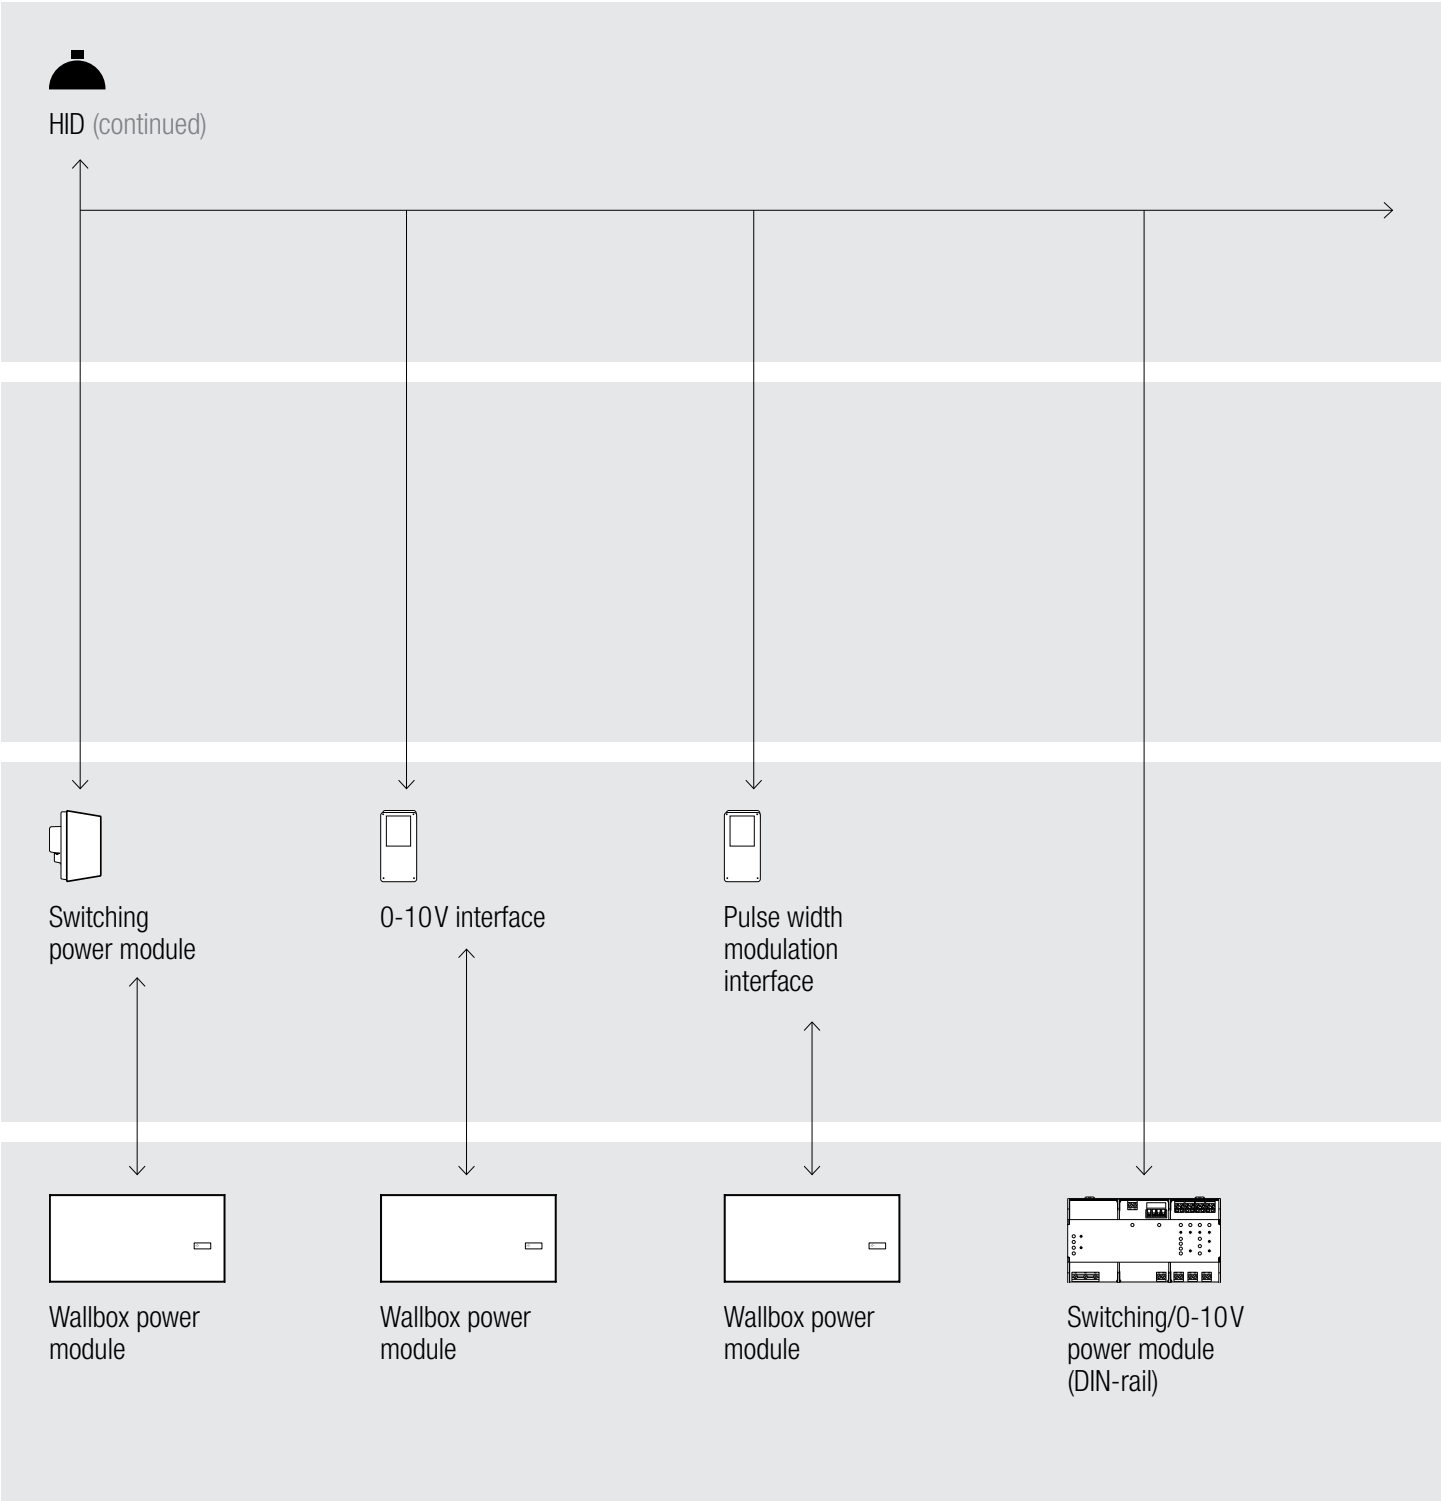 HID (continued)
Switching
power module
0-10V interface
Pulse width
modulation
interface
Wallbox power
module
Wallbox power
module
Wallbox power
module
Switching/0-10V
power module
(DIN-rail)